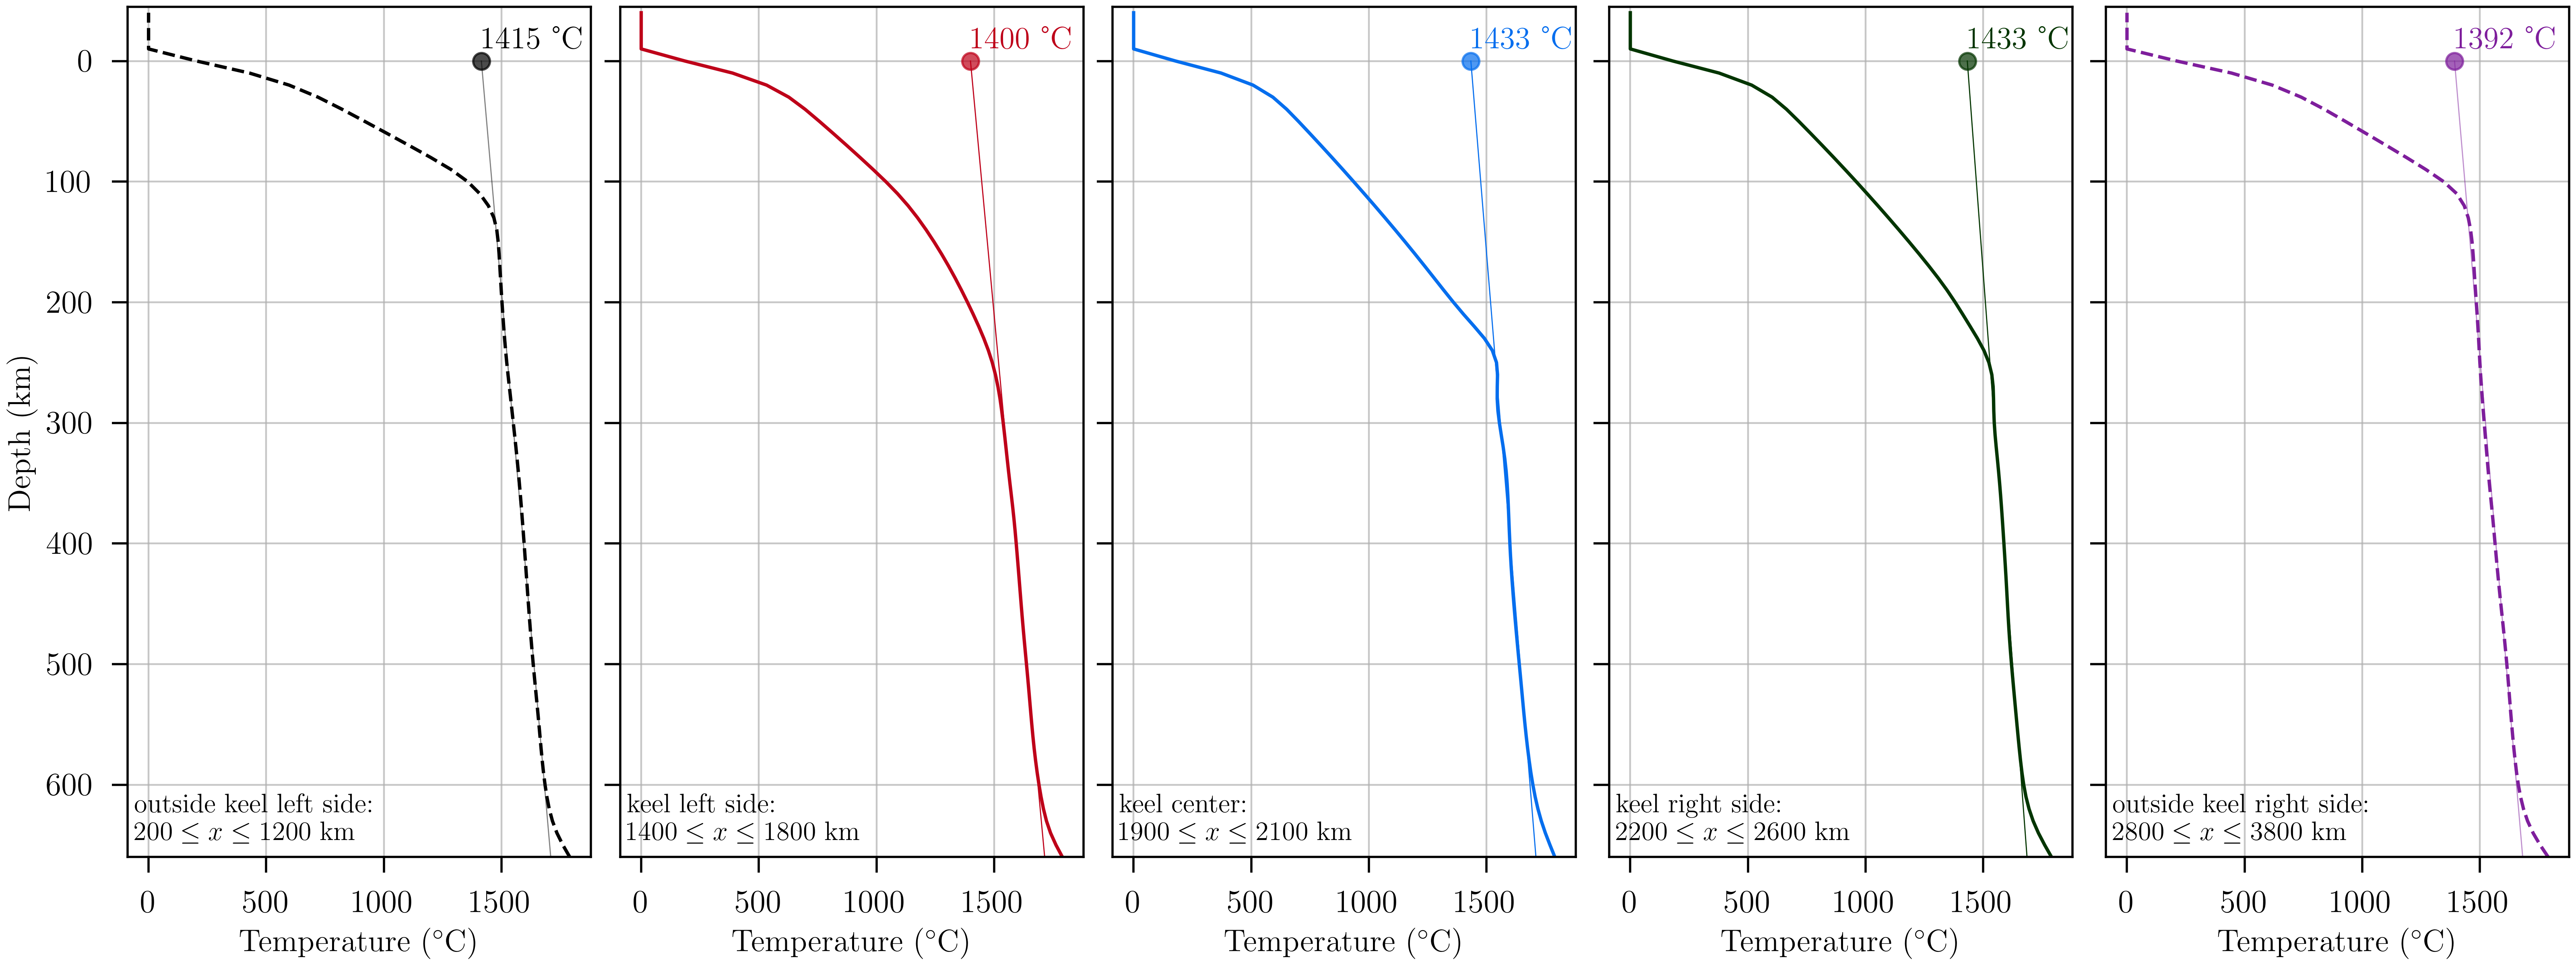 1415 °C
1400 °C
1433 °C
1433 °C
1392 °C
Depth (km)
0
100
200
300
400
500
600
outside keel left side:
200 ≤ x ≤ 1200 km
keel left side:
1400 ≤ x ≤ 1800 km
keel center:
1900 ≤ x ≤ 2100 km
keel right side:
2200 ≤ x ≤ 2600 km
outside keel right side:
2800 ≤ x ≤ 3800 km
0 500 1000 1500
0 500 1000 1500
0 500 1000 1500
0 500 1000 1500
0 500 1000 1500
Temperature (°C)
Temperature (°C)
Temperature (°C)
Temperature (°C)
Temperature (°C)